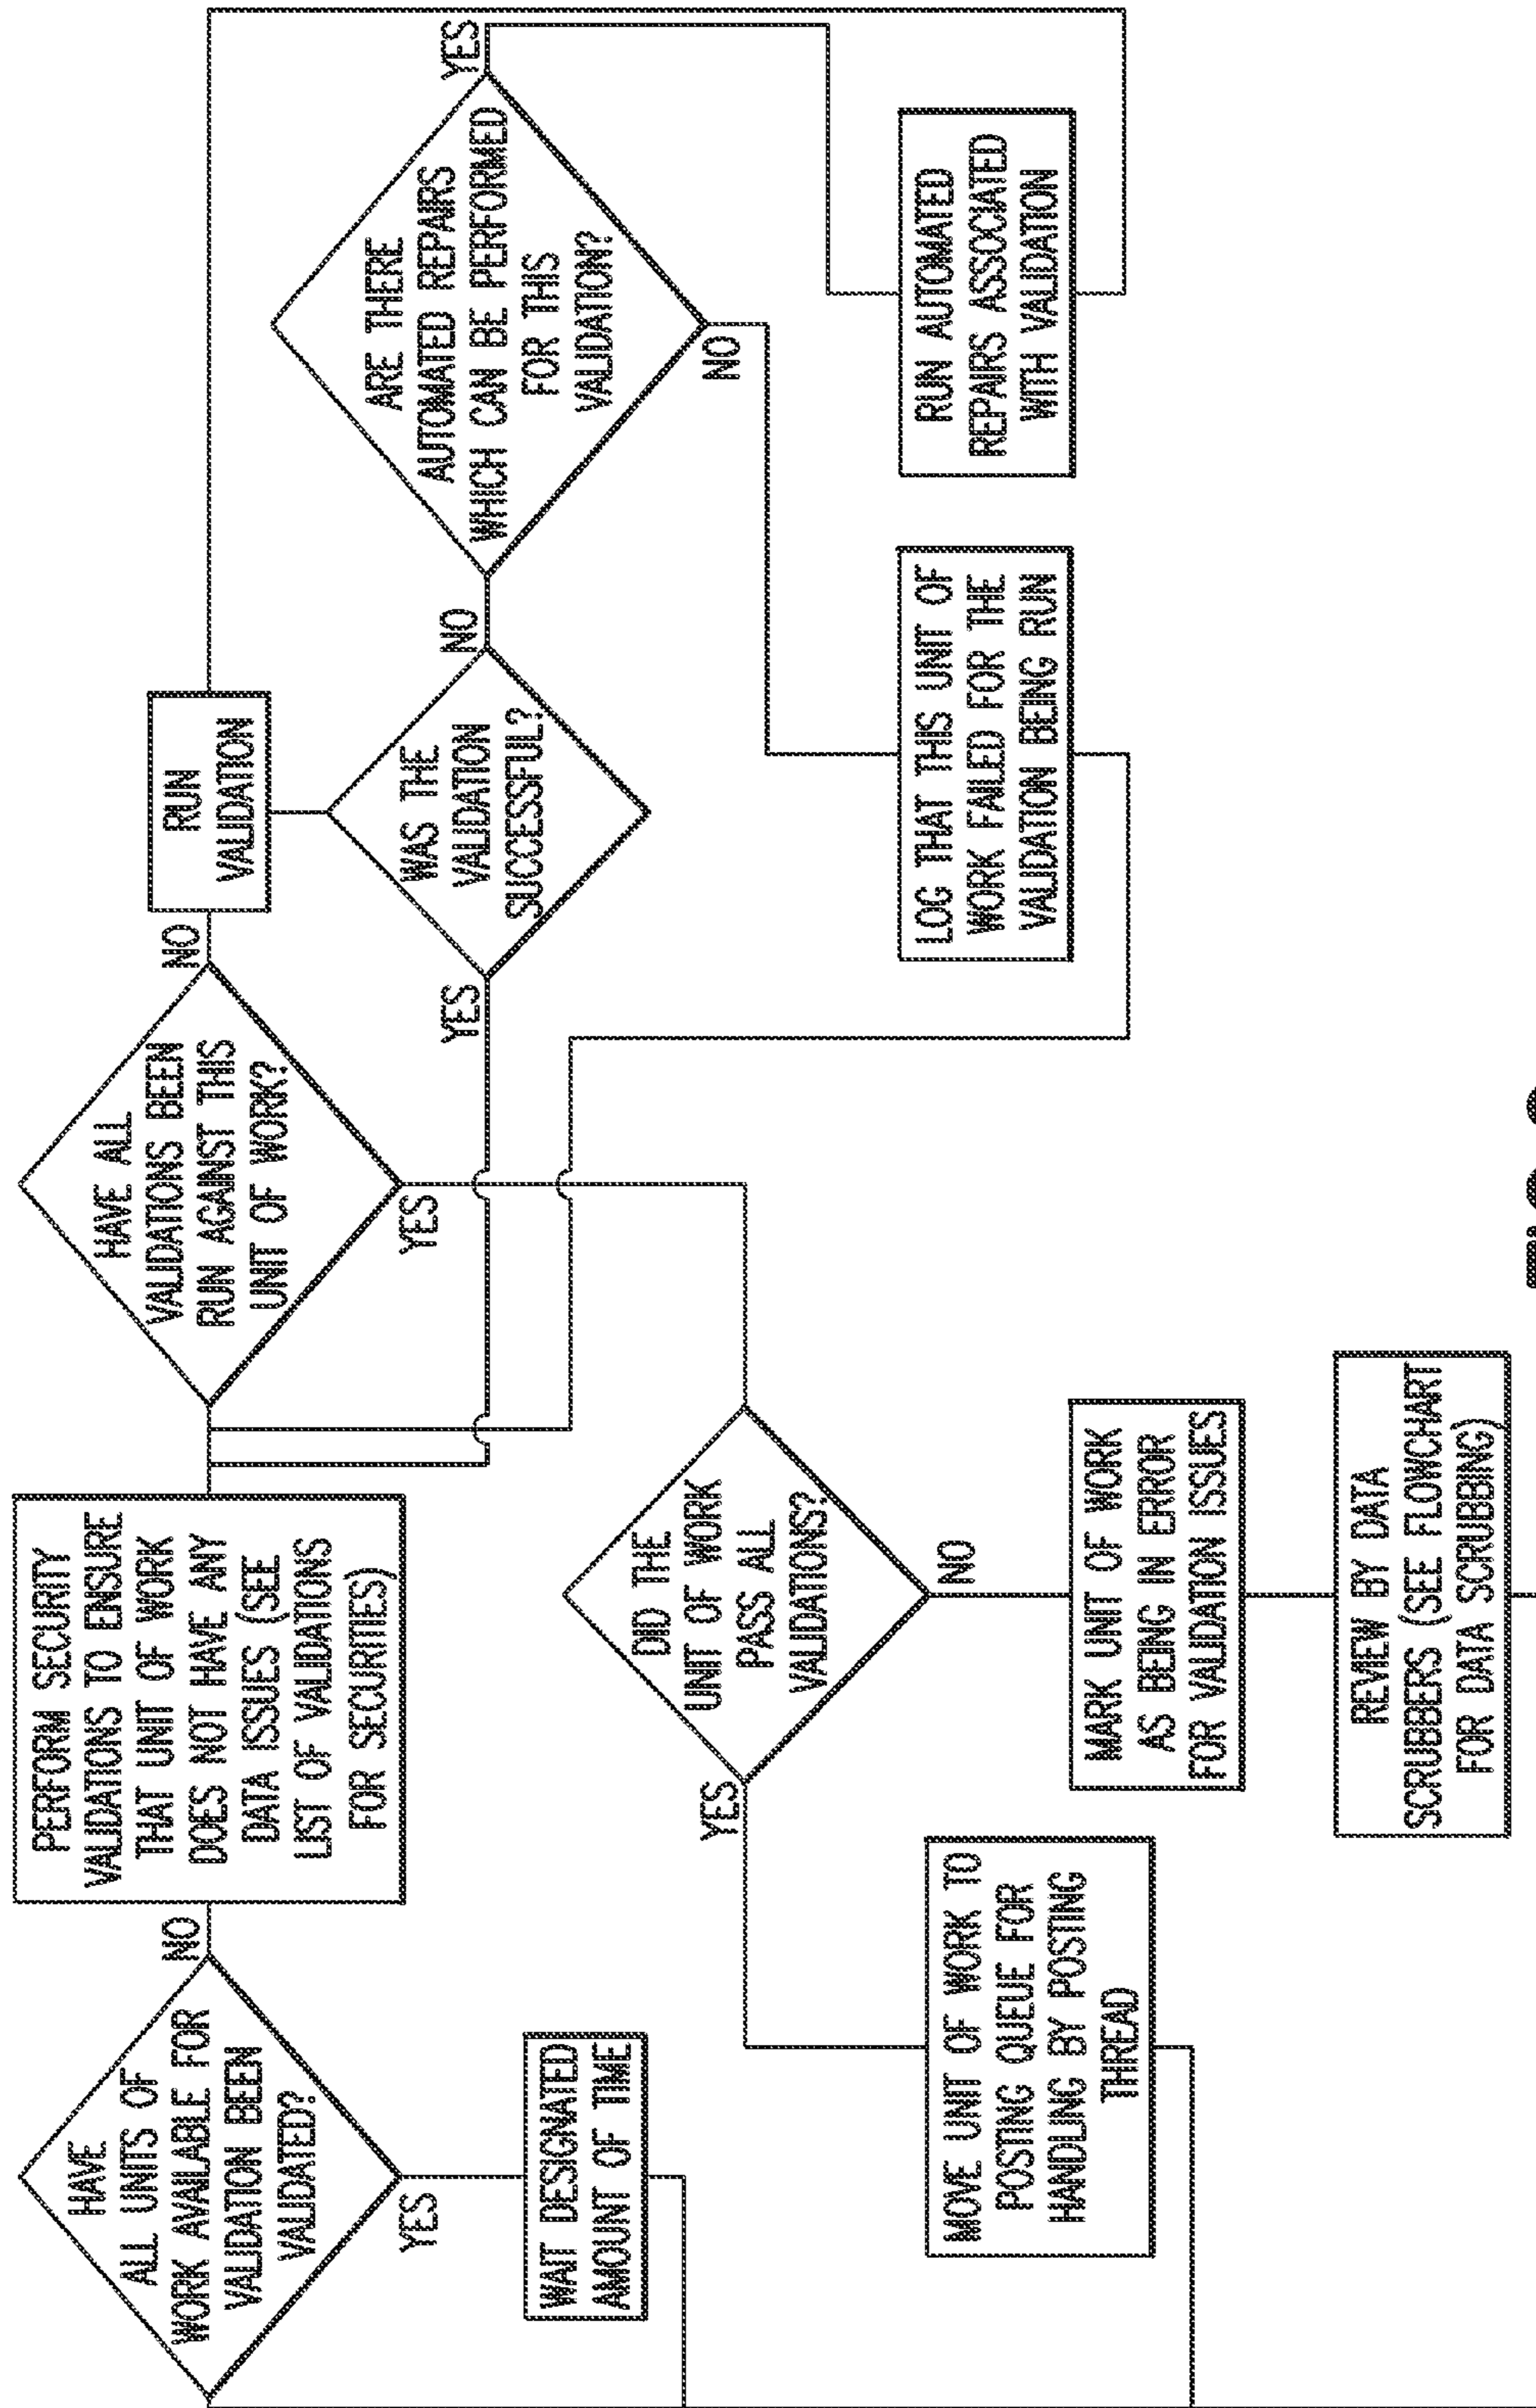 HAVE
ALL UNITS OF
WORK AVAILABLE FOR
VALIDATION BEEN
VALIDATED?
NO
YES
WAIT DESIGNATED
AMOUNT OF TIME
PERFORM SECURITY
VALIDATIONS TO ENSURE
THAT UNIT OF WORK
DOES NOT HAVE ANY
DATA ISSUES (SEE
LIST OF VALIDATIONS
FOR SECURITIES)
HAVE ALL
VALIDATIONS BEEN
RUN AGAINST THIS
UNIT OF WORK?
NO
YES
RUN
VALIDATION
WAS THE
VALIDATION
SUCCESSFUL?
YES
NO
ARE THERE
AUTOMATED REPAIRS
WHICH CAN BE PERFORMED
FOR THIS
VALIDATION?
YES
NO
DID THE
UNIT OF WORK
PASS ALL
VALIDATIONS?
YES
NO
MOVE UNIT OF WORK TO
POSTING QUEUE FOR
HANDLING BY POSTING
THREAD
MARK UNIT OF WORK
AS BEING IN ERROR
FOR VALIDATION ISSUES
REVIEW BY DATA
SCRUBBERS (SEE FLOWCHART
FOR DATA SCRUBBING)
LOG THAT THIS UNIT OF
WORK FAILED FOR THE
VALIDATION BEING RUN
RUN AUTOMATED
REPAIRS ASSOCIATED
WITH VALIDATION